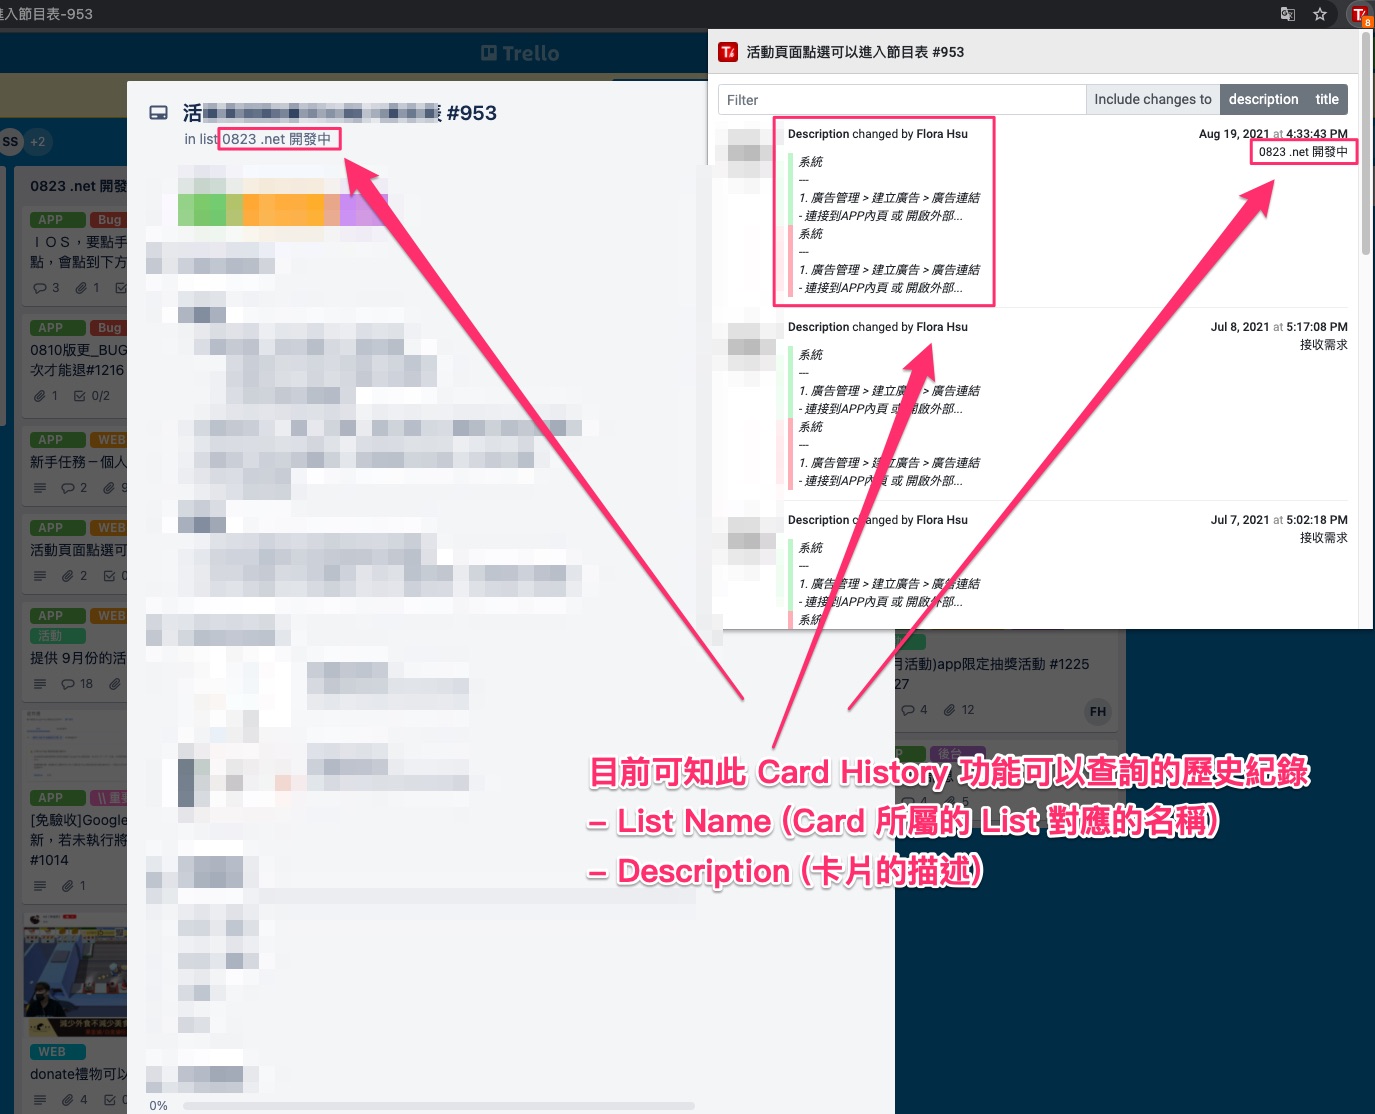 進入節目表-953
8
Trello
SS
+2
0823 .net 開發
APP
Bug
ＩＯＳ，要點手
點，會點到下方
3
1
APP
Bug
0810版更_BUG
次才能退#1216
1
0/2
APP
WEB
新手任務－個人
2
9
APP
WEB
活動頁面點選可
2
0
APP
WEB
活動
提供 9月份的活
18
APP
\\ 重要
[免驗收]Google
新，若未執行將
#1014
1
WEB
donate禮物可以
4
0
活
表 #953
in list 0823 .net 開發中
0%
活動頁面點選可以進入節目表 #953
Filter
Include changes to
description
title
Description changed by Flora Hsu
Aug 19, 2021 at 4:33:43 PM
0823 .net 開發中
系統
---
1. 廣告管理 > 建立廣告 > 廣告連結
- 連接到APP內頁 或 開啟外部...
系統
---
1. 廣告管理 > 建立廣告 > 廣告連結
- 連接到APP內頁 或 開啟外部...
Description changed by Flora Hsu
Jul 8, 2021 at 5:17:08 PM
接收需求
系統
---
1. 廣告管理 > 建立廣告 > 廣告連結
- 連接到APP內頁 或 開啟外部...
系統
---
1. 廣告管理 > 建立廣告 > 廣告連結
- 連接到APP內頁 或 開啟外部...
Description changed by Flora Hsu
Jul 7, 2021 at 5:02:18 PM
接收需求
系統
---
1. 廣告管理 > 建立廣告 > 廣告連結
- 連接到APP內頁 或 開啟外部...
系統
月活動)app限定抽獎活動 #1225
27
4
12
FH
後台
4
5
目前可知此 Card History 功能可以查詢的歷史紀錄
– List Name (Card 所屬的 List 對應的名稱)
– Description (卡片的描述)